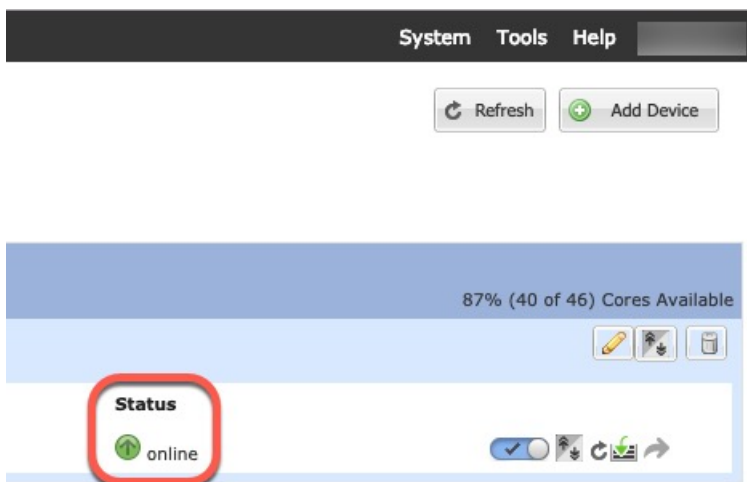 System Tools Help
Refresh Add Device
87% (40 of 46) Cores Available
Status
online